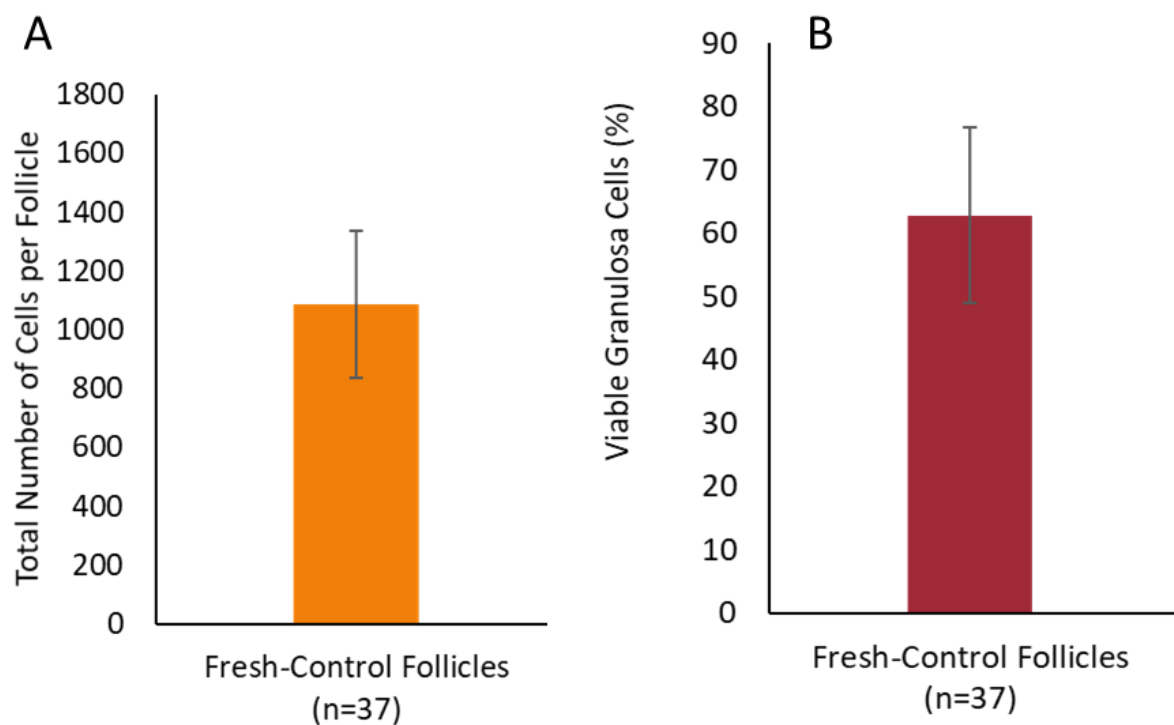 A
Total Number of Cells per Follicle
1800
1600
1400
1200
1000
800
600
400
200
0
Fresh-Control Follicles
(n=37)
B
Viable Granulosa Cells (%)
90
80
70
60
50
40
30
20
10
0
Fresh-Control Follicles
(n=37)